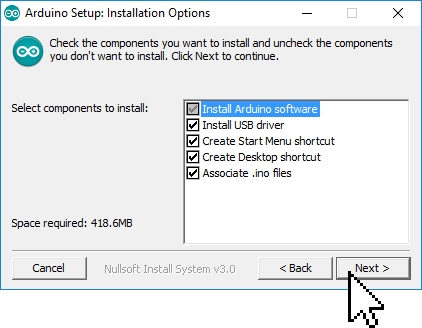 Arduino Setup: Installation Options
Check the components you want to install and uncheck the components
you don't want to install. Click Next to continue.
Select components to install:
Install Arduino software
Install USB driver
Create Start Menu shortcut
Create Desktop shortcut
Associate .ino files
Space required: 418.6MB
Cancel
Nullsoft Install System v3.0
< Back
Next >